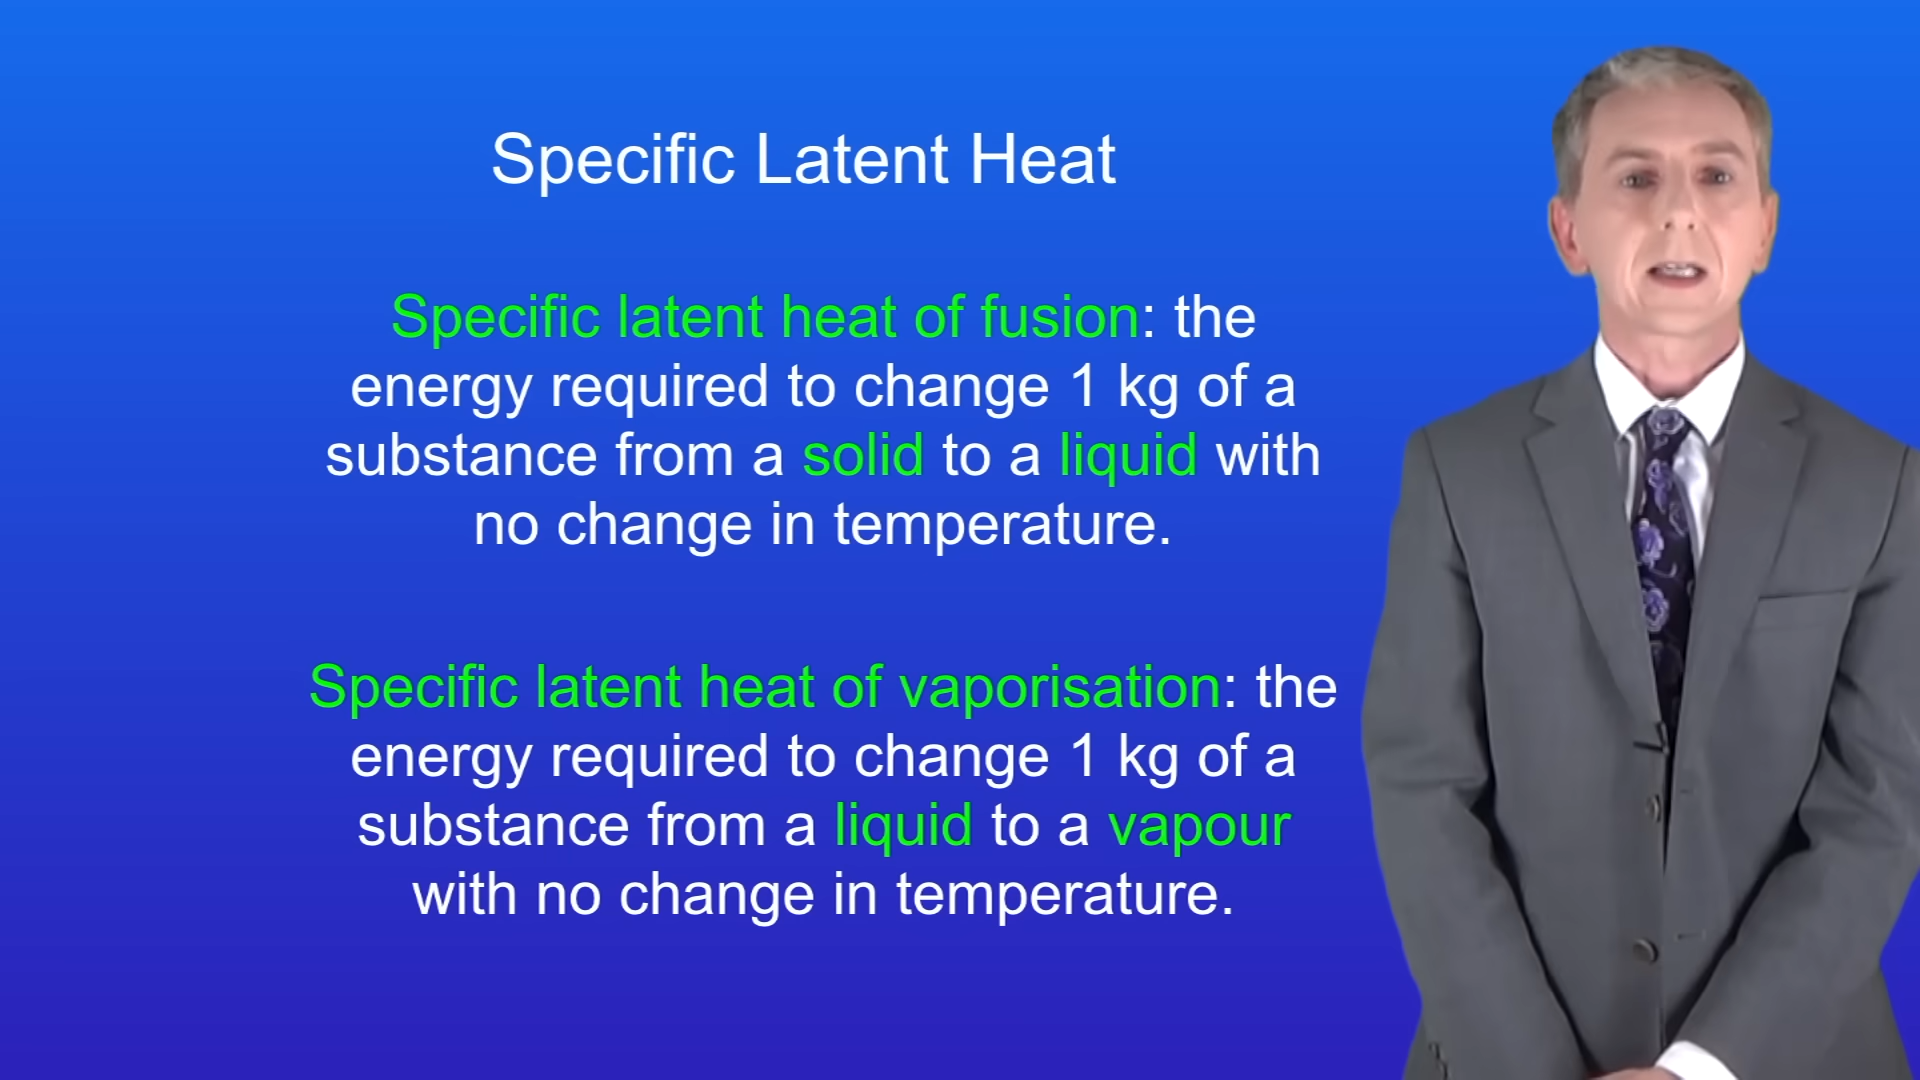 Specific Latent Heat
Specific latent heat of fusion: the
energy required to change 1 kg of a
substance from a solid to a liquid with
no change in temperature.
Specific latent heat of vaporisation: the
energy required to change 1 kg of a
substance from a liquid to a vapour
with no change in temperature.